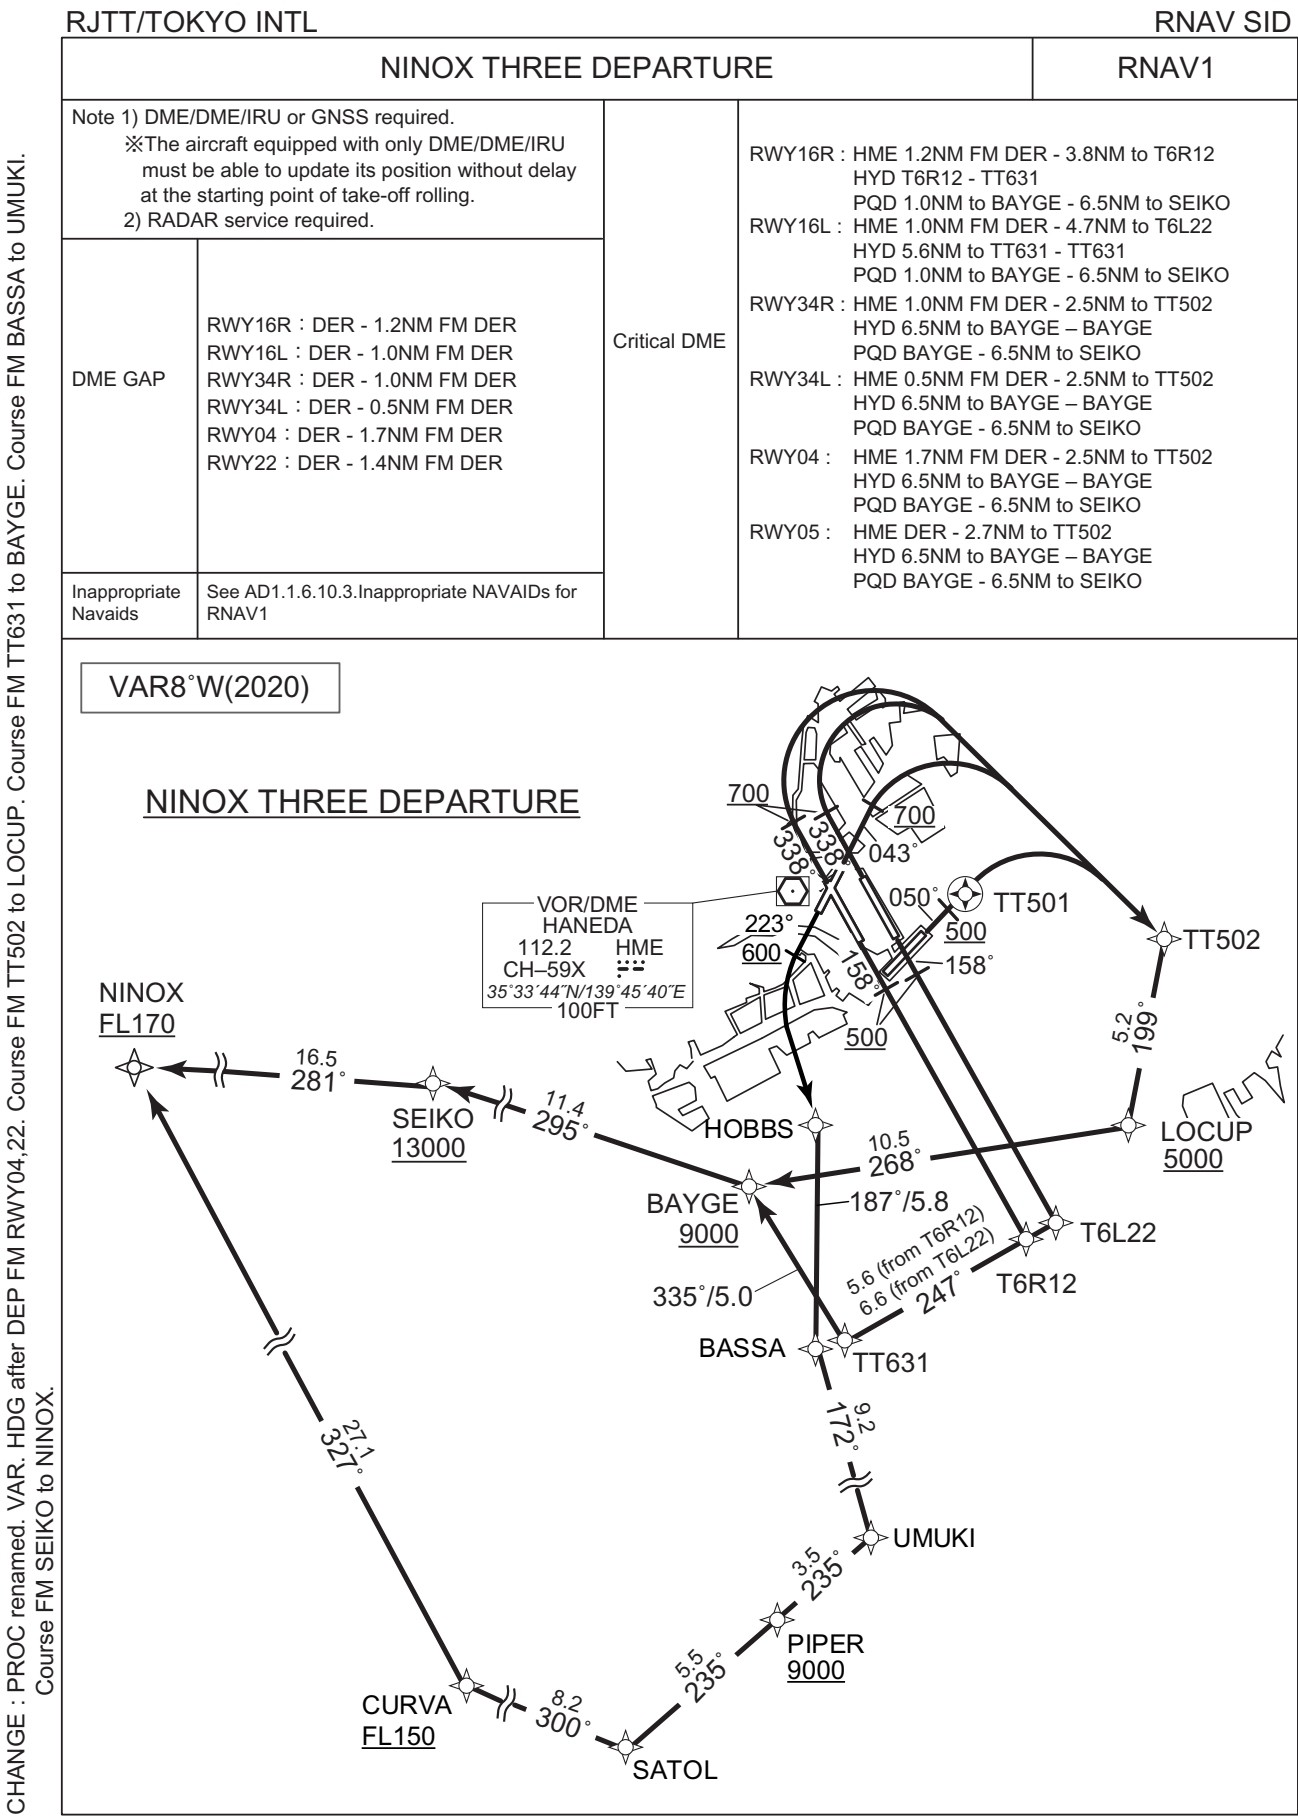 RJTT/TOKYO INTL
RNAV SID
NINOX THREE DEPARTURE
RNAV1
Note 1) DME/DME/IRU or GNSS required.
※The aircraft equipped with only DME/DME/IRU
must be able to update its position without delay
at the starting point of take-off rolling.
2) RADAR service required.
DME GAP
RWY16R : DER - 1.2NM FM DER
RWY16L : DER - 1.0NM FM DER
RWY34R : DER - 1.0NM FM DER
RWY34L : DER - 0.5NM FM DER
RWY04 : DER - 1.7NM FM DER
RWY22 : DER - 1.4NM FM DER
Inappropriate
Navaids
See AD1.1.6.10.3.Inappropriate NAVAIDs for
RNAV1
Critical DME
RWY16R : HME 1.2NM FM DER - 3.8NM to T6R12
HYD T6R12 - TT631
PQD 1.0NM to BAYGE - 6.5NM to SEIKO
RWY16L : HME 1.0NM FM DER - 4.7NM to T6L22
HYD 5.6NM to TT631 - TT631
PQD 1.0NM to BAYGE - 6.5NM to SEIKO
RWY34R : HME 1.0NM FM DER - 2.5NM to TT502
HYD 6.5NM to BAYGE – BAYGE
PQD BAYGE - 6.5NM to SEIKO
RWY34L : HME 0.5NM FM DER - 2.5NM to TT502
HYD 6.5NM to BAYGE – BAYGE
PQD BAYGE - 6.5NM to SEIKO
RWY04 : HME 1.7NM FM DER - 2.5NM to TT502
HYD 6.5NM to BAYGE – BAYGE
PQD BAYGE - 6.5NM to SEIKO
RWY05 : HME DER - 2.7NM to TT502
HYD 6.5NM to BAYGE – BAYGE
PQD BAYGE - 6.5NM to SEIKO
VAR8˚W(2020)
NINOX THREE DEPARTURE
700
700
338˚
338˚
043˚
050˚
TT501
500
VOR/DME
HANEDA
112.2 HME
CH–59X
35˚33´44˝N/139˚45´40˝E
100FT
223˚
600
158˚
158˚
500
TT502
5.2
199˚
NINOX
FL170
16.5
281˚
SEIKO
13000
11.4
295˚
HOBBS
10.5
268˚
LOCUP
5000
BAYGE
9000
187˚/5.8
T6L22
T6R12
5.6 (from T6R12)
6.6 (from T6L22)
247˚
335˚/5.0
BASSA
TT631
9.2
172˚
27.1
327˚
UMUKI
3.5
235˚
PIPER
9000
5.5
235˚
CURVA
FL150
8.2
300˚
SATOL
CHANGE : PROC renamed. VAR. HDG after DEP FM RWY04,22. Course FM TT502 to LOCUP. Course FM TT631 to BAYGE. Course FM BASSA to UMUKI.
Course FM SEIKO to NINOX.